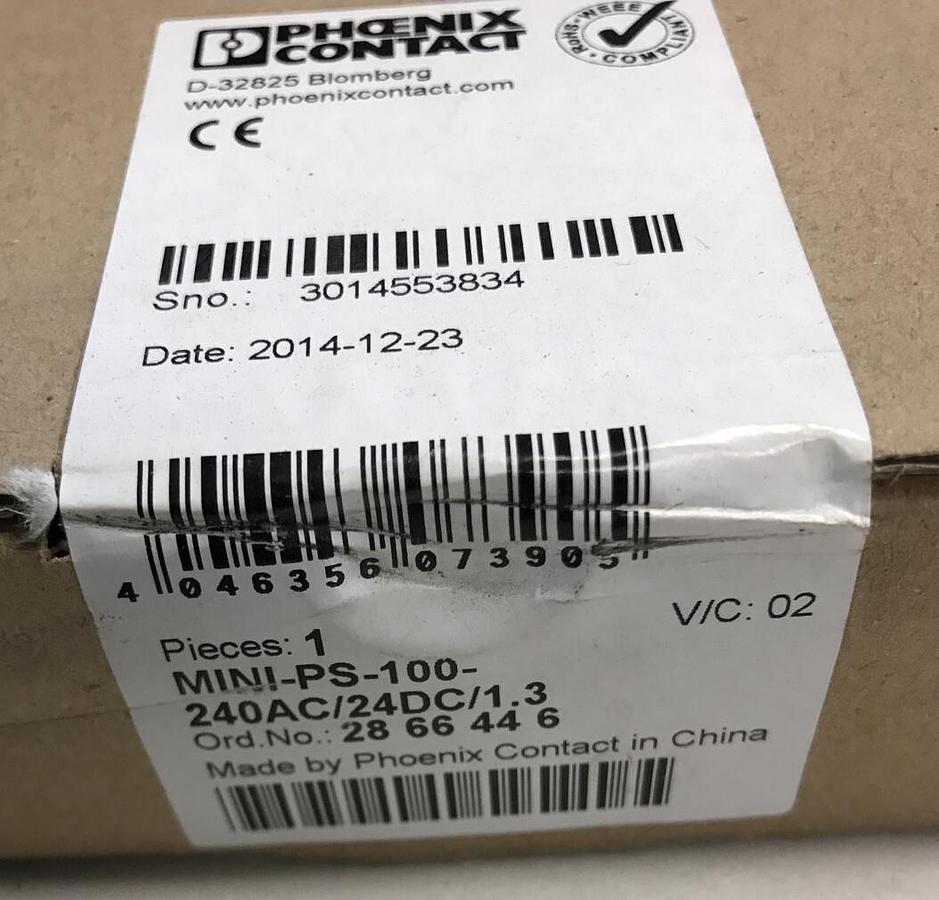 PHŒNIX
CONTACT
RoHS • WEEE
COMPLIANT
D-32825 Blomberg
www.phoenixcontact.com
CE
Sno.: 3014553834
Date: 2014-12-23
4 046356 073905
V/C: 02
Pieces: 1
MINI-PS-100-
240AC/24DC/1.3
Ord.No.: 28 66 44 6
Made by Phoenix Contact in China